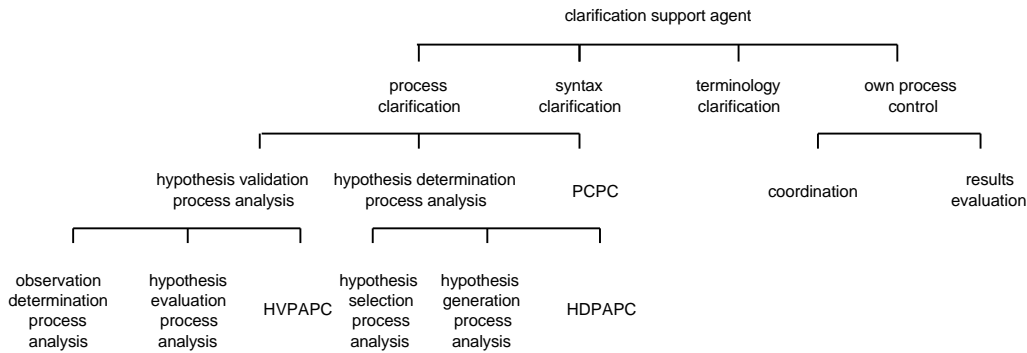 clarification support agent
process
clarification
syntax
clarification
terminology
clarification
own process
control
hypothesis validation
process analysis
hypothesis determination
process analysis
PCPC
coordination
results
evaluation
observation
determination
process
analysis
hypothesis
evaluation
process
analysis
HVPAPC
hypothesis
selection
process
analysis
hypothesis
generation
process
analysis
HDPAPC